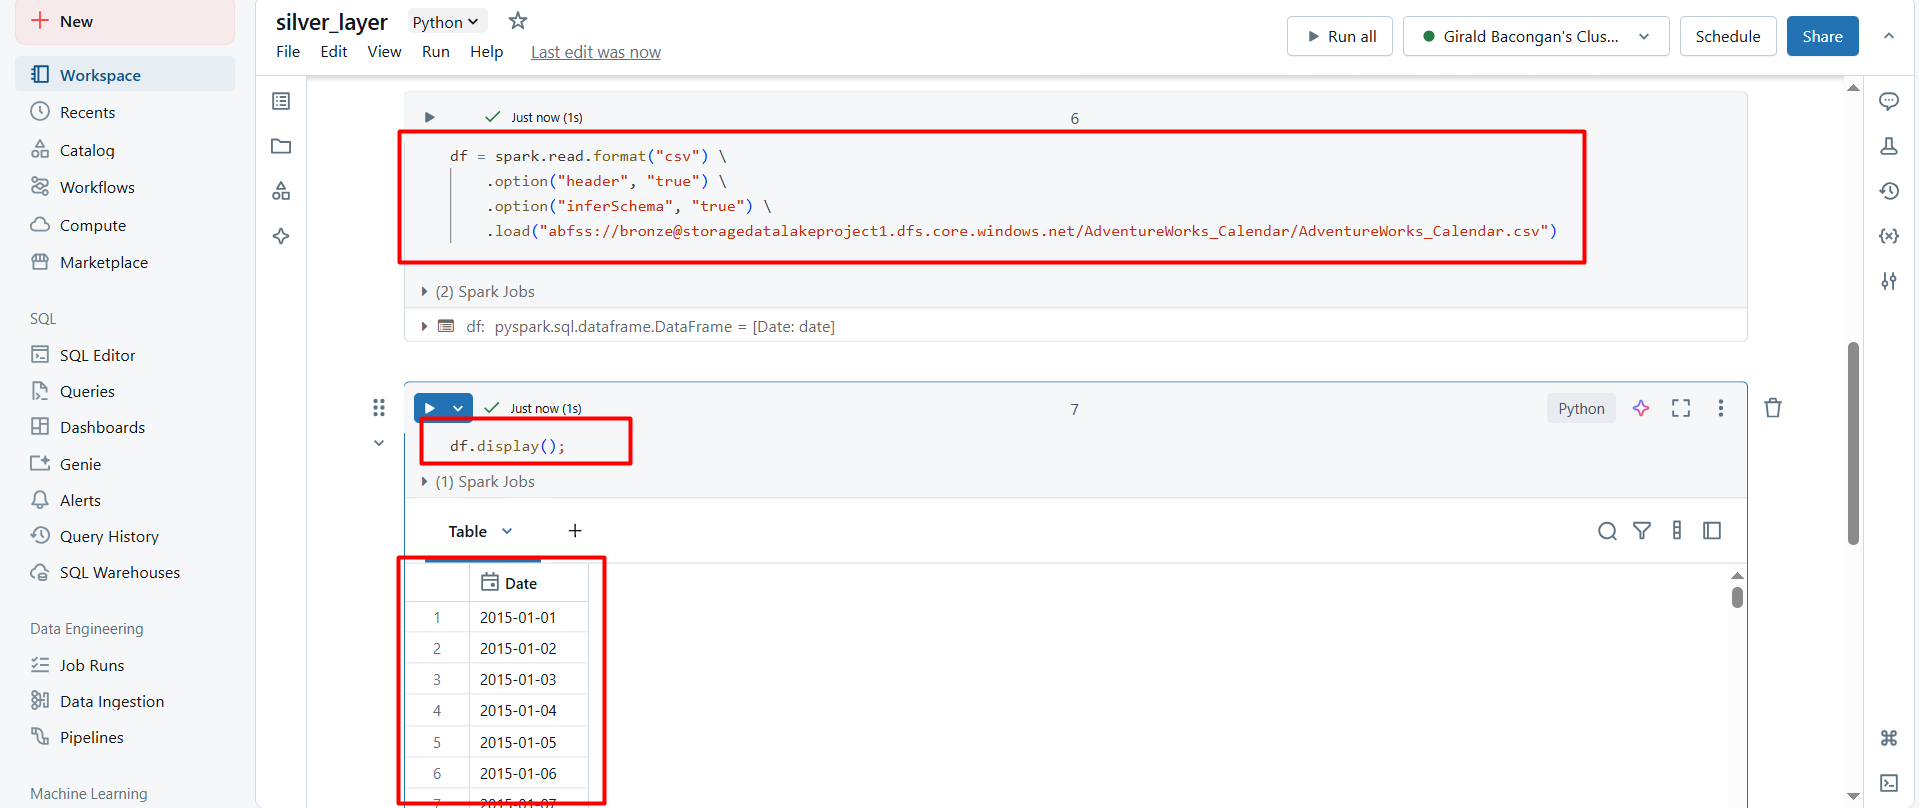 New
Workspace
Recents
Catalog
Workflows
Compute
Marketplace
SQL
SQL Editor
Queries
Dashboards
Genie
Alerts
Query History
SQL Warehouses
Data Engineering
Job Runs
Data Ingestion
Pipelines
Machine Learning
silver_layer Python
File Edit View Run Help Last edit was now
Run all Girald Bacongan's Clus... Schedule Share
Just now (1s) 6
df = spark.read.format("csv") \
.option("header", "true") \
.option("inferSchema", "true") \
.load("abfss://bronze@storagedatalakeproject1.dfs.core.windows.net/AdventureWorks_Calendar/AdventureWorks_Calendar.csv")
(2) Spark Jobs
df: pyspark.sql.dataframe.DataFrame = [Date: date]
Just now (1s) 7 Python
df.display();
(1) Spark Jobs
Table +
Date
1 2015-01-01
2 2015-01-02
3 2015-01-03
4 2015-01-04
5 2015-01-05
6 2015-01-06
7 2015-01-07